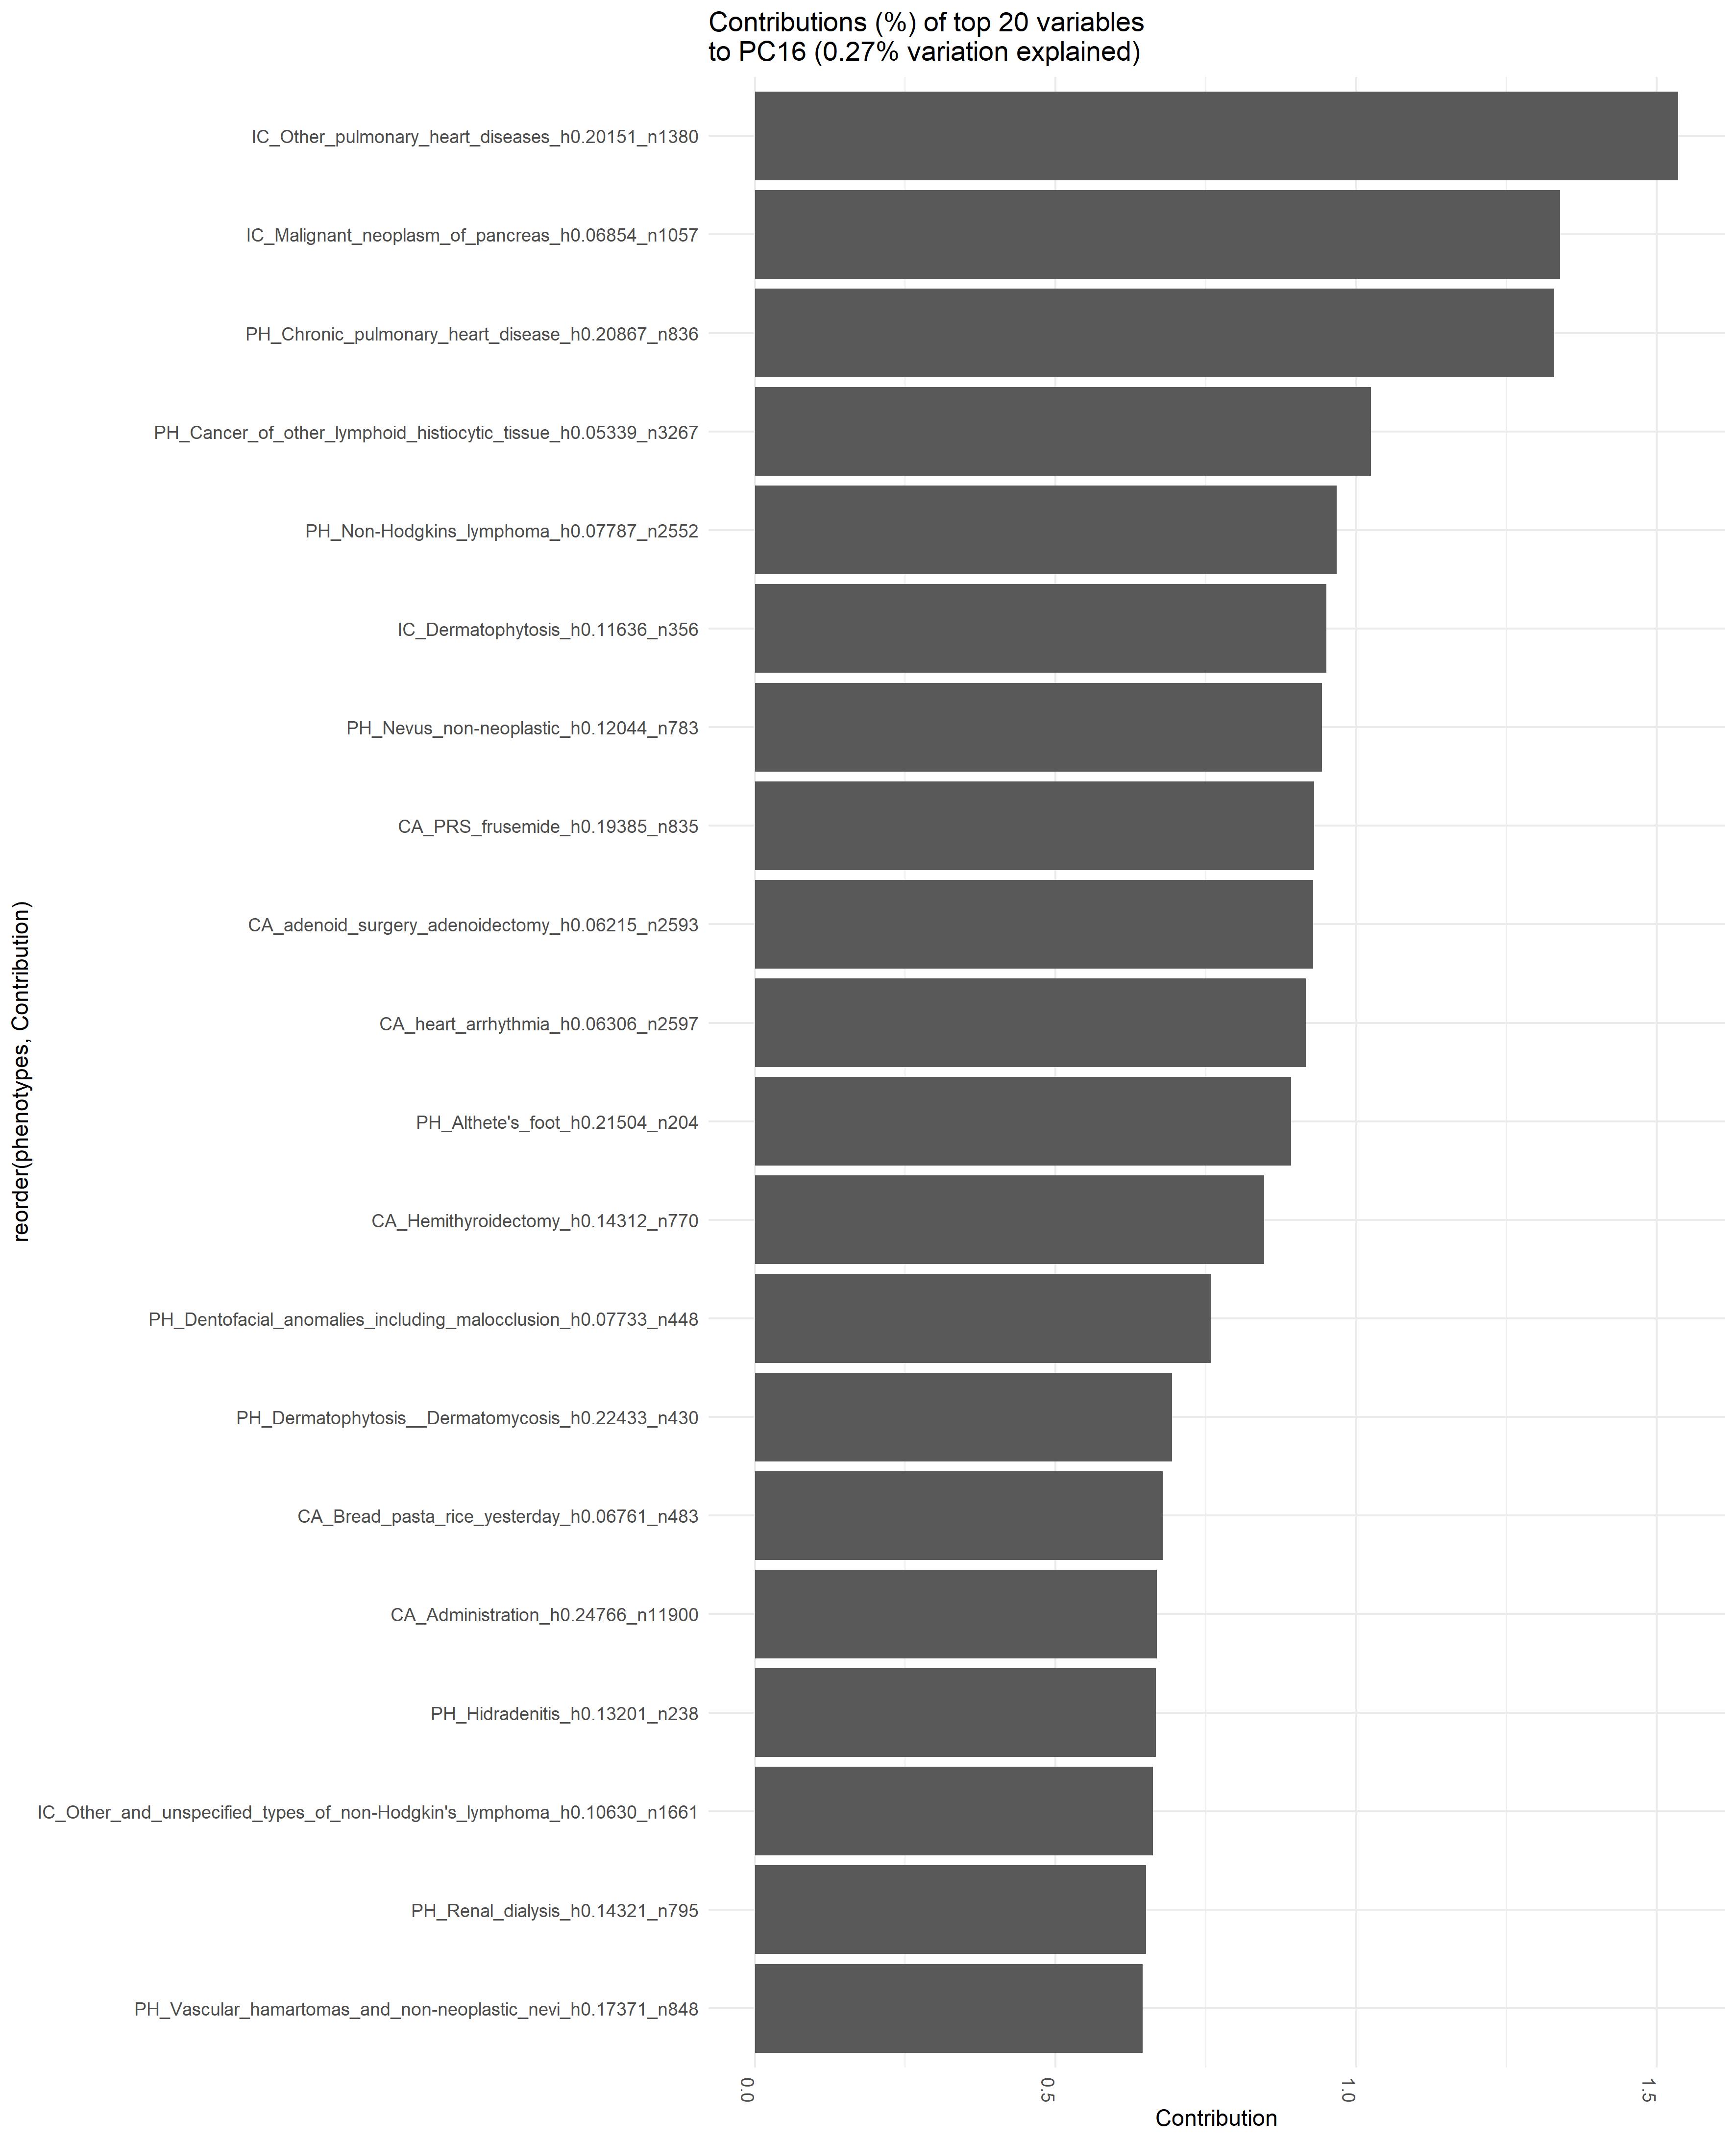 Contributions (%) of top 20 variables
to PC16 (0.27% variation explained)
IC_Other_pulmonary_heart_diseases_h0.20151_n1380
IC_Malignant_neoplasm_of_pancreas_h0.06854_n1057
PH_Chronic_pulmonary_heart_disease_h0.20867_n836
PH_Cancer_of_other_lymphoid_histiocytic_tissue_h0.05339_n3267
PH_Non-Hodgkins_lymphoma_h0.07787_n2552
IC_Dermatophytosis_h0.11636_n356
PH_Nevus_non-neoplastic_h0.12044_n783
CA_PRS_frusemide_h0.19385_n835
CA_adenoid_surgery_adenoidectomy_h0.06215_n2593
CA_heart_arrhythmia_h0.06306_n2597
PH_Althete's_foot_h0.21504_n204
CA_Hemithyroidectomy_h0.14312_n770
PH_Dentofacial_anomalies_including_malocclusion_h0.07733_n448
PH_Dermatophytosis__Dermatomycosis_h0.22433_n430
CA_Bread_pasta_rice_yesterday_h0.06761_n483
CA_Administration_h0.24766_n11900
PH_Hidradenitis_h0.13201_n238
IC_Other_and_unspecified_types_of_non-Hodgkin's_lymphoma_h0.10630_n1661
PH_Renal_dialysis_h0.14321_n795
PH_Vascular_hamartomas_and_non-neoplastic_nevi_h0.17371_n848
reorder(phenotypes, Contribution)
0.0
0.5
1.0
1.5
Contribution